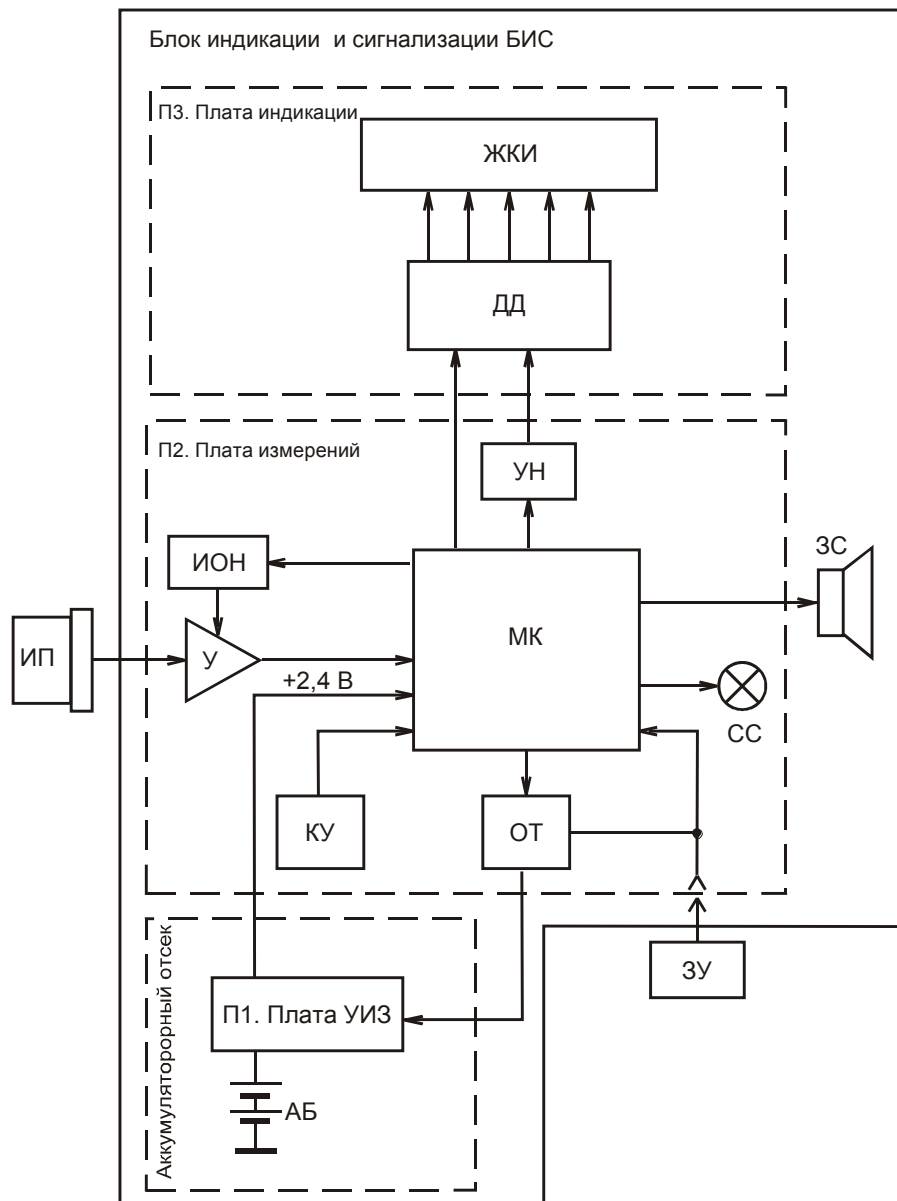 Блок индикации и сигнализации БИС
П3. Плата индикации
ЖКИ
ДД
П2. Плата измерений
УН
ИОН
ЗС
ИП
У
МК
+2,4 В
СС
КУ
ОТ
ЗУ
Аккумуляторорный отсек
П1. Плата УИЗ
АБ